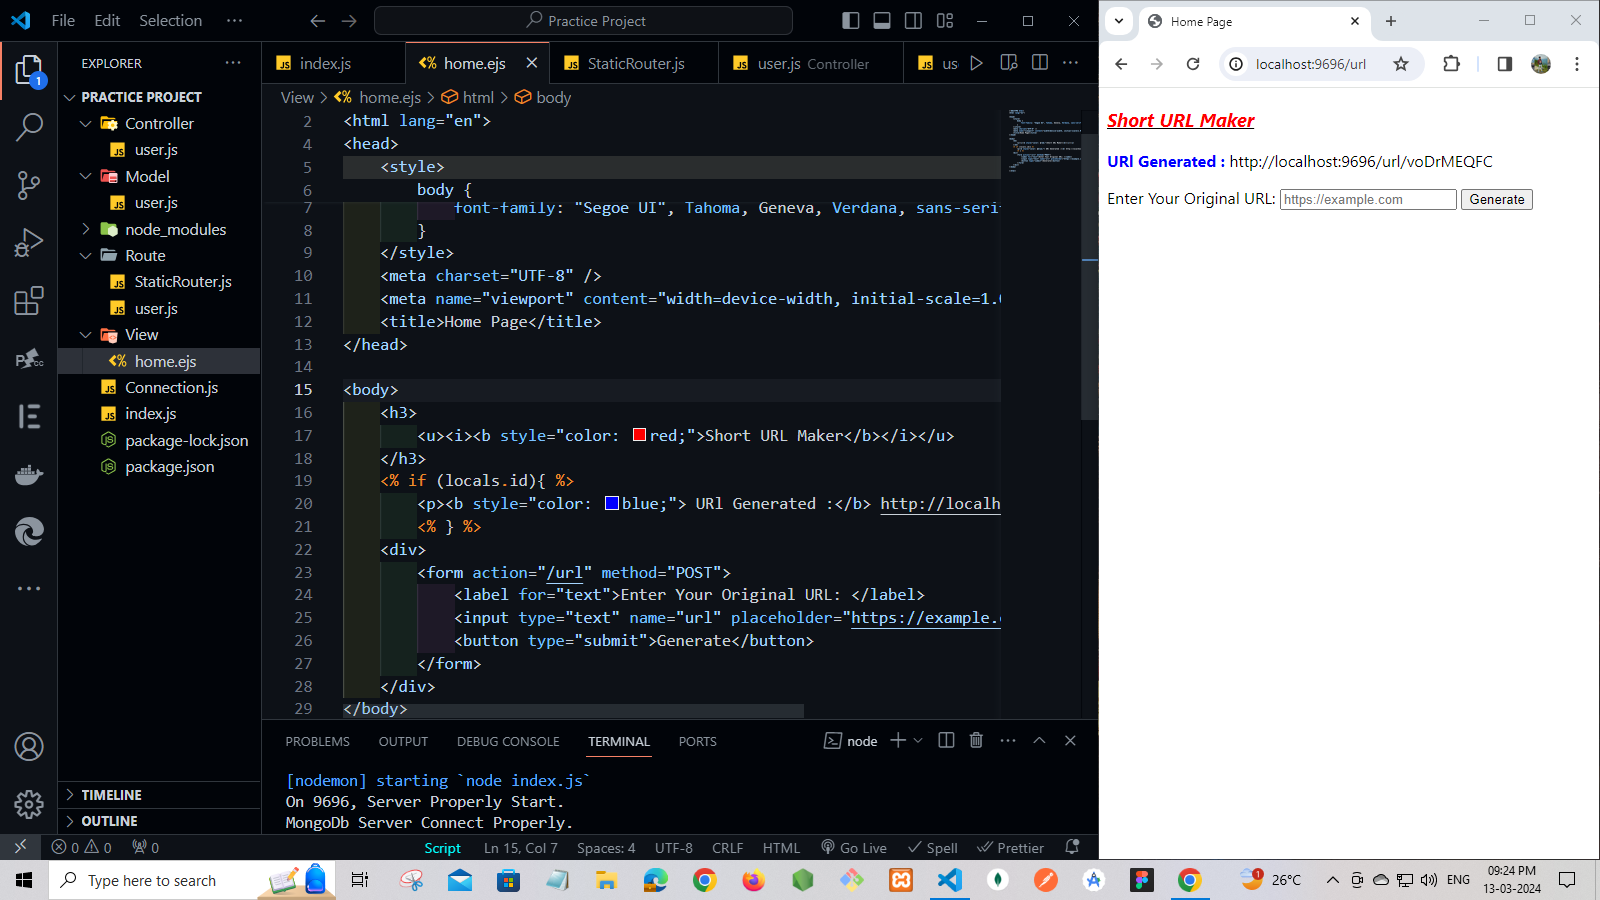 File Edit Selection ···
Practice Project
EXPLORER
PRACTICE PROJECT
Controller
user.js
Model
user.js
node_modules
Route
StaticRouter.js
user.js
View
home.ejs
Connection.js
index.js
package-lock.json
package.json
TIMELINE
OUTLINE
1
index.js
home.ejs
StaticRouter.js
user.js Controller
us
View > home.ejs > html > body
2 <html lang="en">
4 <head>
5 <style>
6 body {
7 font-family: "Segoe UI", Tahoma, Geneva, Verdana, sans-seri
8 }
9 </style>
10 <meta charset="UTF-8" />
11 <meta name="viewport" content="width=device-width, initial-scale=1.0
12 <title>Home Page</title>
13 </head>
14
15 <body>
16 <h3>
17 <u><i><b style="color: red;">Short URL Maker</b></i></u>
18 </h3>
19 <% if (locals.id){ %>
20 <p><b style="color: blue;"> URl Generated :</b> http://localh
21 <% } %>
22 <div>
23 <form action="/url" method="POST">
24 <label for="text">Enter Your Original URL: </label>
25 <input type="text" name="url" placeholder="https://example.c
26 <button type="submit">Generate</button>
27 </form>
28 </div>
29 </body>
PROBLEMS OUTPUT DEBUG CONSOLE TERMINAL PORTS
node
[nodemon] starting `node index.js`
On 9696, Server Properly Start.
MongoDb Server Connect Properly.
0 0 0
Script Ln 15, Col 7 Spaces: 4 UTF-8 CRLF HTML Go Live Spell Prettier
Home Page
localhost:9696/url
Short URL Maker
URl Generated : http://localhost:9696/url/voDrMEQFC
Enter Your Original URL: https://example.com Generate
Type here to search
1
26°C
ENG
09:24 PM
13-03-2024